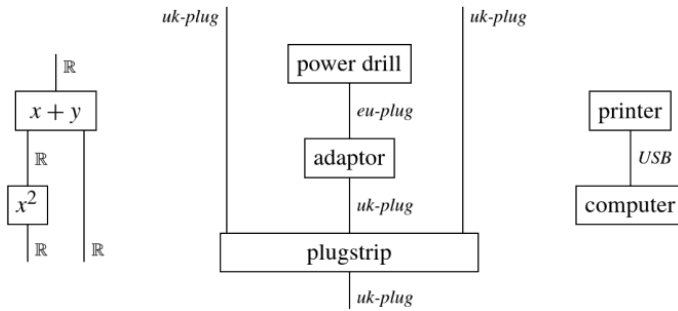 ℝ
x + y
ℝ
x²
ℝ ℝ
uk-plug uk-plug
power drill
eu-plug
adaptor
uk-plug
plugstrip
uk-plug
printer
USB
computer